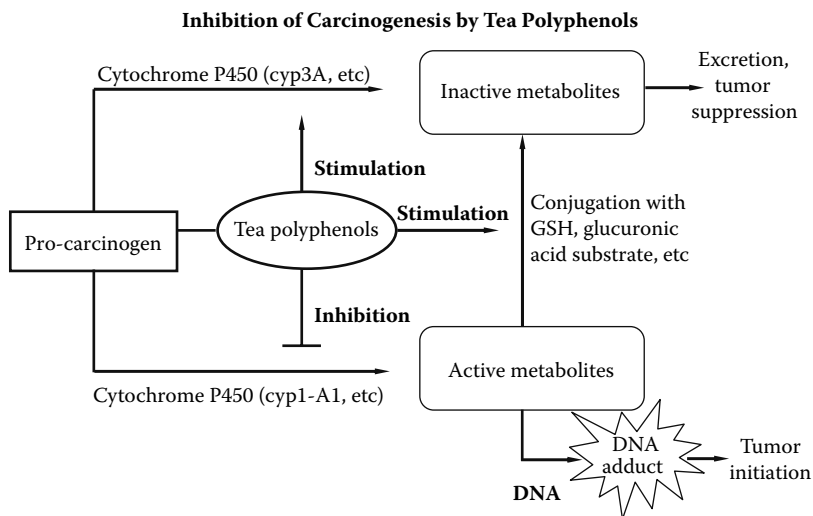 Inhibition of Carcinogenesis by Tea Polyphenols
Cytochrome P450 (cyp3A, etc)
Inactive metabolites
Excretion,
tumor
suppression
Stimulation
Pro-carcinogen
Tea polyphenols
Stimulation
Conjugation with
GSH, glucuronic
acid substrate, etc
Inhibition
Cytochrome P450 (cyp1-A1, etc)
Active metabolites
DNA
DNA
adduct
Tumor
initiation